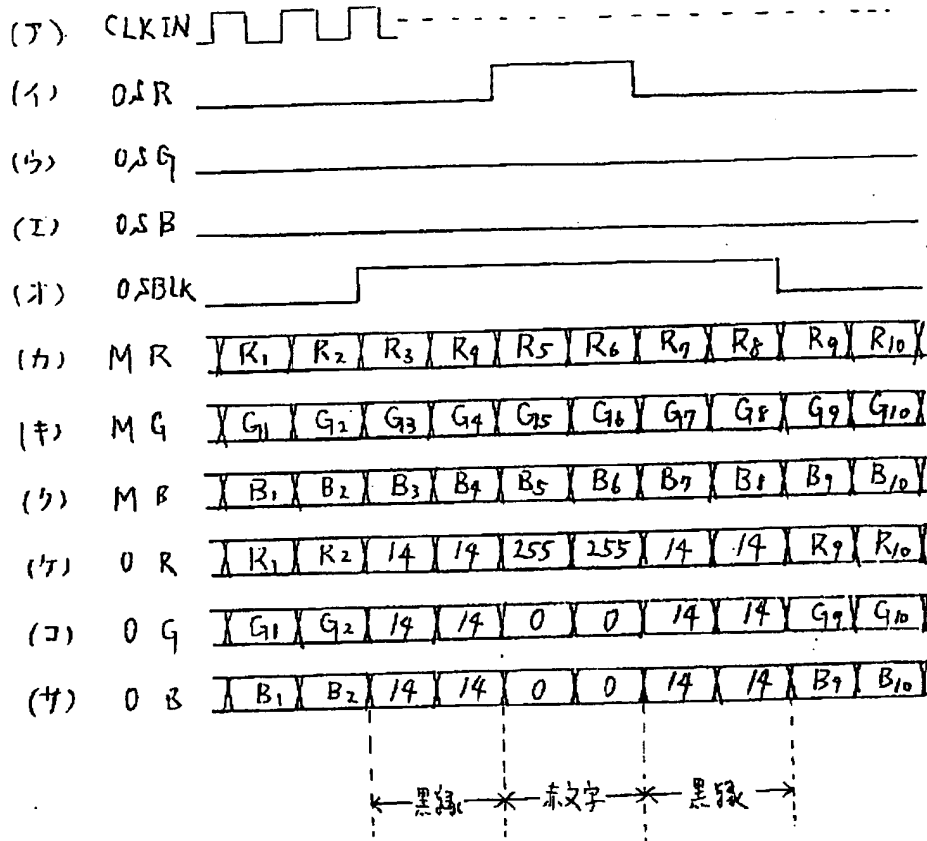 (ア) CLKIN
(イ) OSR
(ウ) OSG
(エ) OSB
(オ) OSBLK
(カ) MR R1 R2 R3 R4 R5 R6 R7 R8 R9 R10
(キ) MG G1 G2 G3 G4 G5 G6 G7 G8 G9 G10
(ク) MB B1 B2 B3 B4 B5 B6 B7 B8 B9 B10
(ケ) OR R1 R2 14 14 255 255 14 14 R9 R10
(コ) OG G1 G2 14 14 0 0 14 14 G9 G10
(サ) OB B1 B2 14 14 0 0 14 14 B9 B10
黒縁 赤文字 黒縁